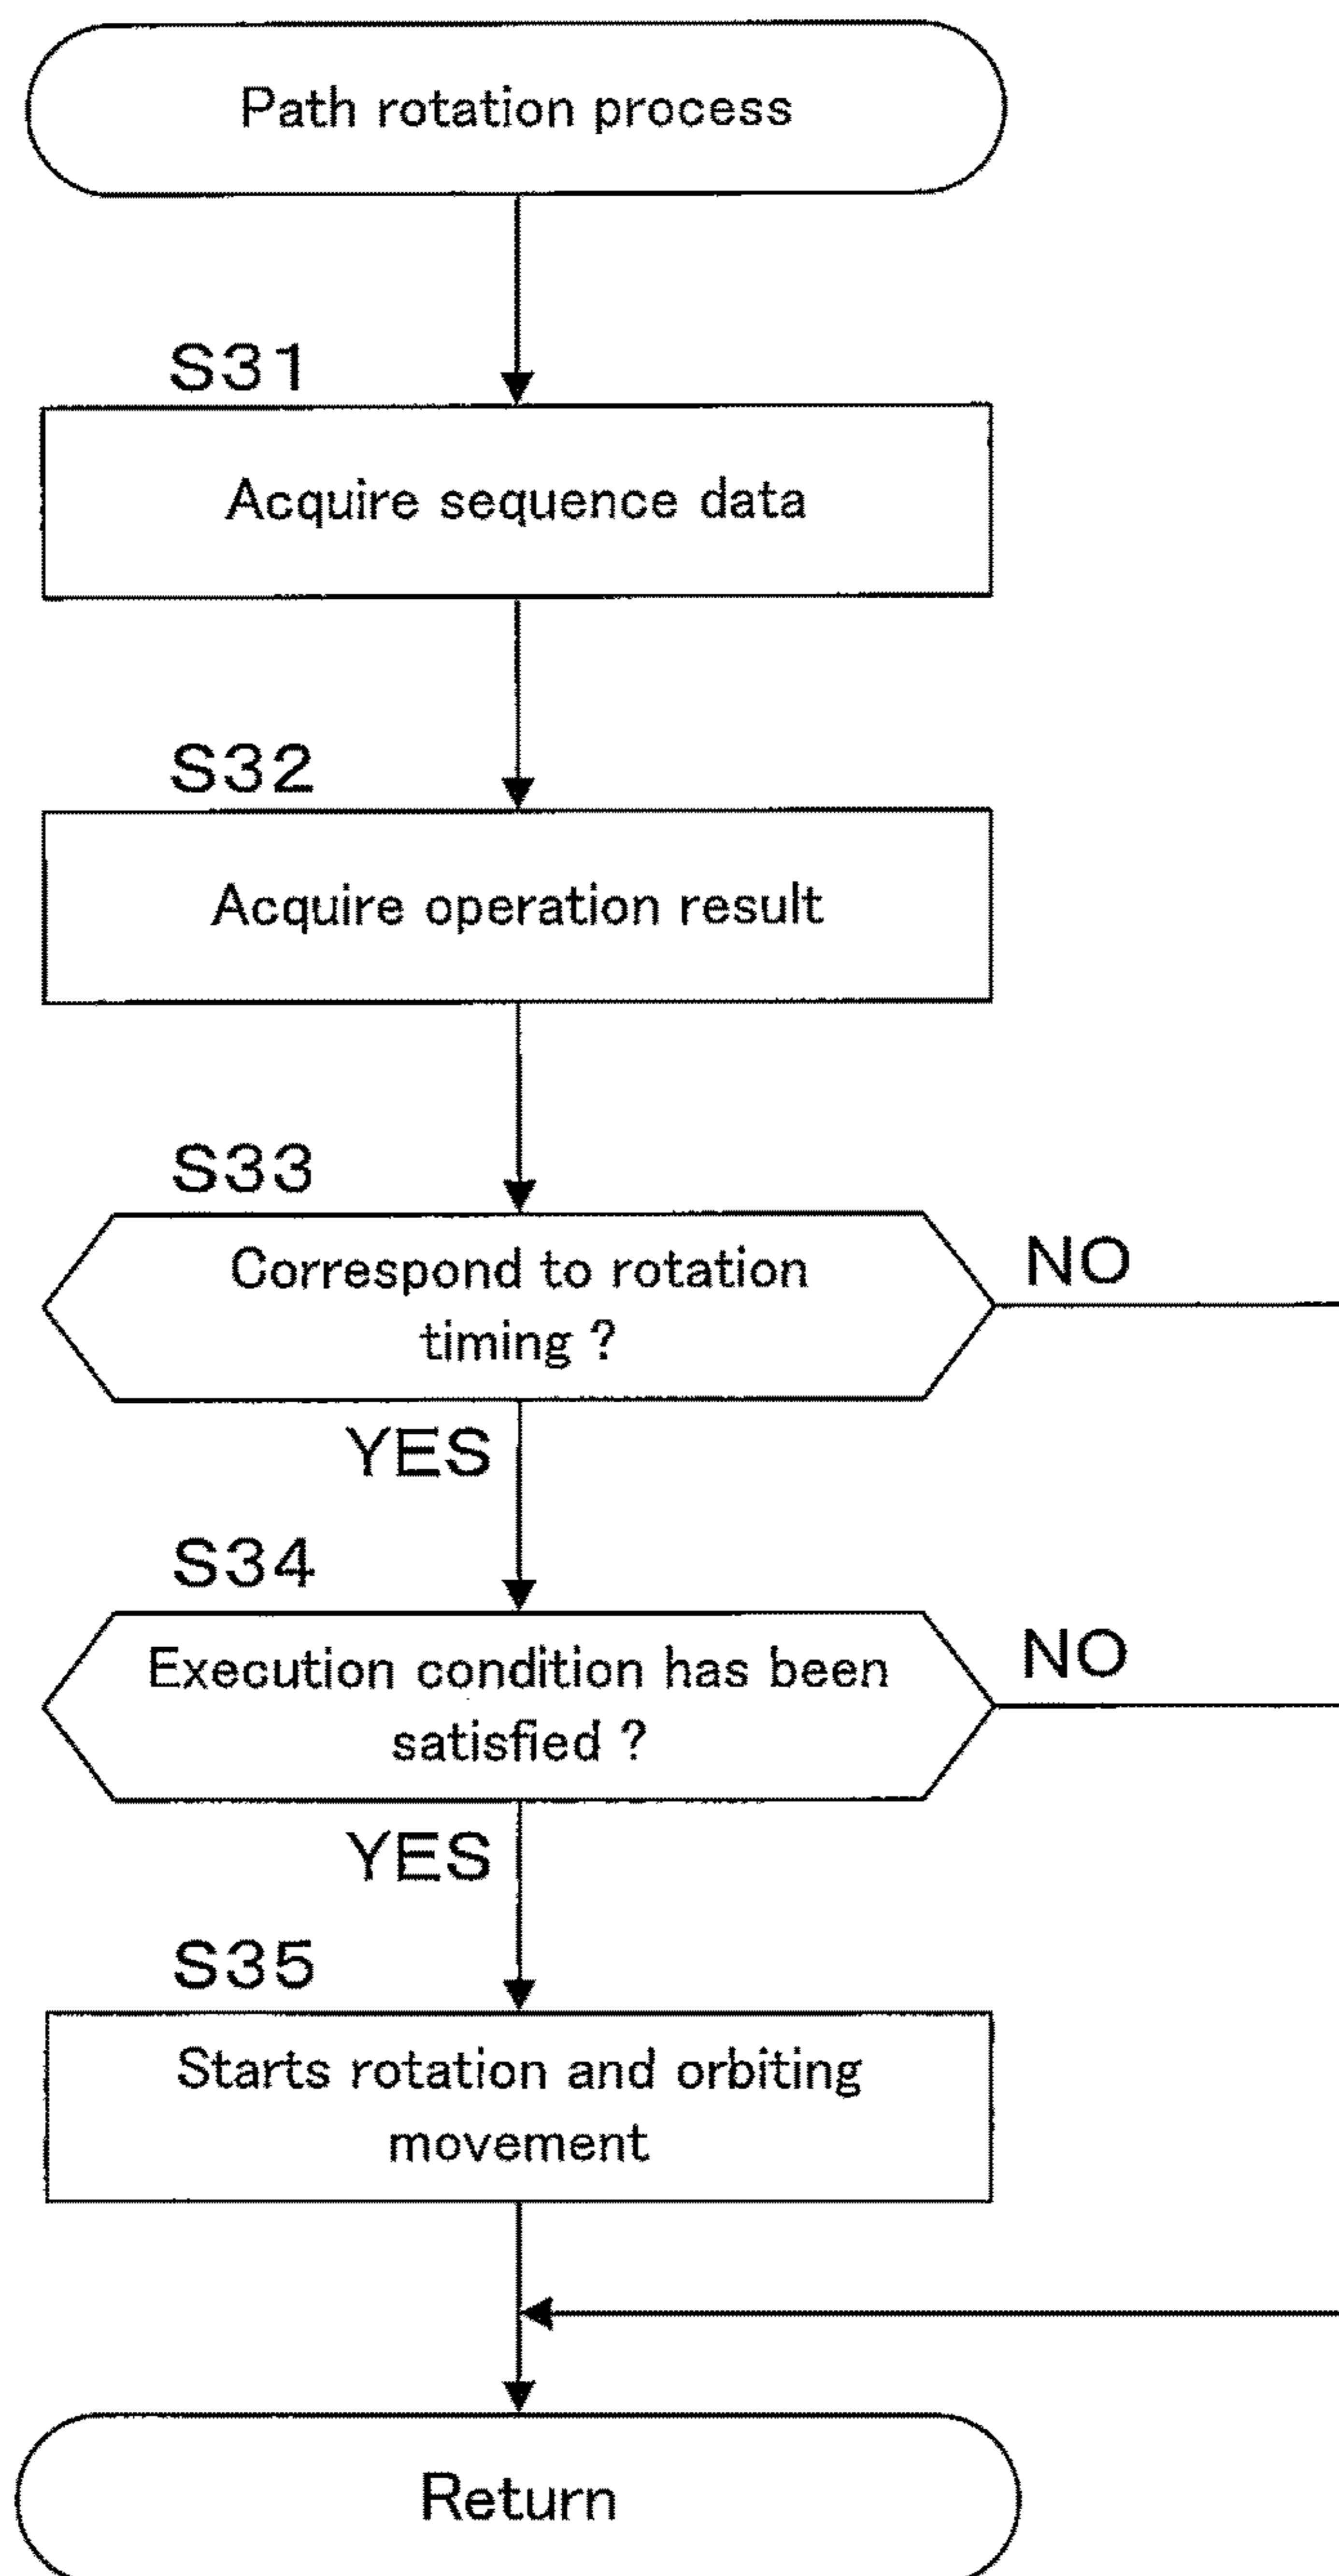 Path rotation process
S31
Acquire sequence data
S32
Acquire operation result
S33
Correspond to rotation
timing ?
NO
YES
S34
Execution condition has been
satisfied ?
NO
YES
S35
Starts rotation and orbiting
movement
Return